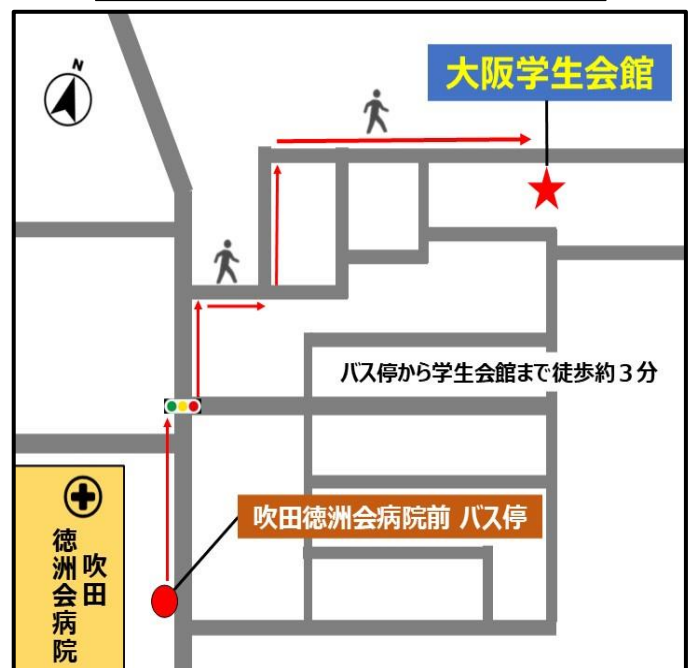 N
大阪学生会館
バス停から学生会館まで徒歩約３分
吹田徳洲会病院前 バス停
吹田
徳洲会病院